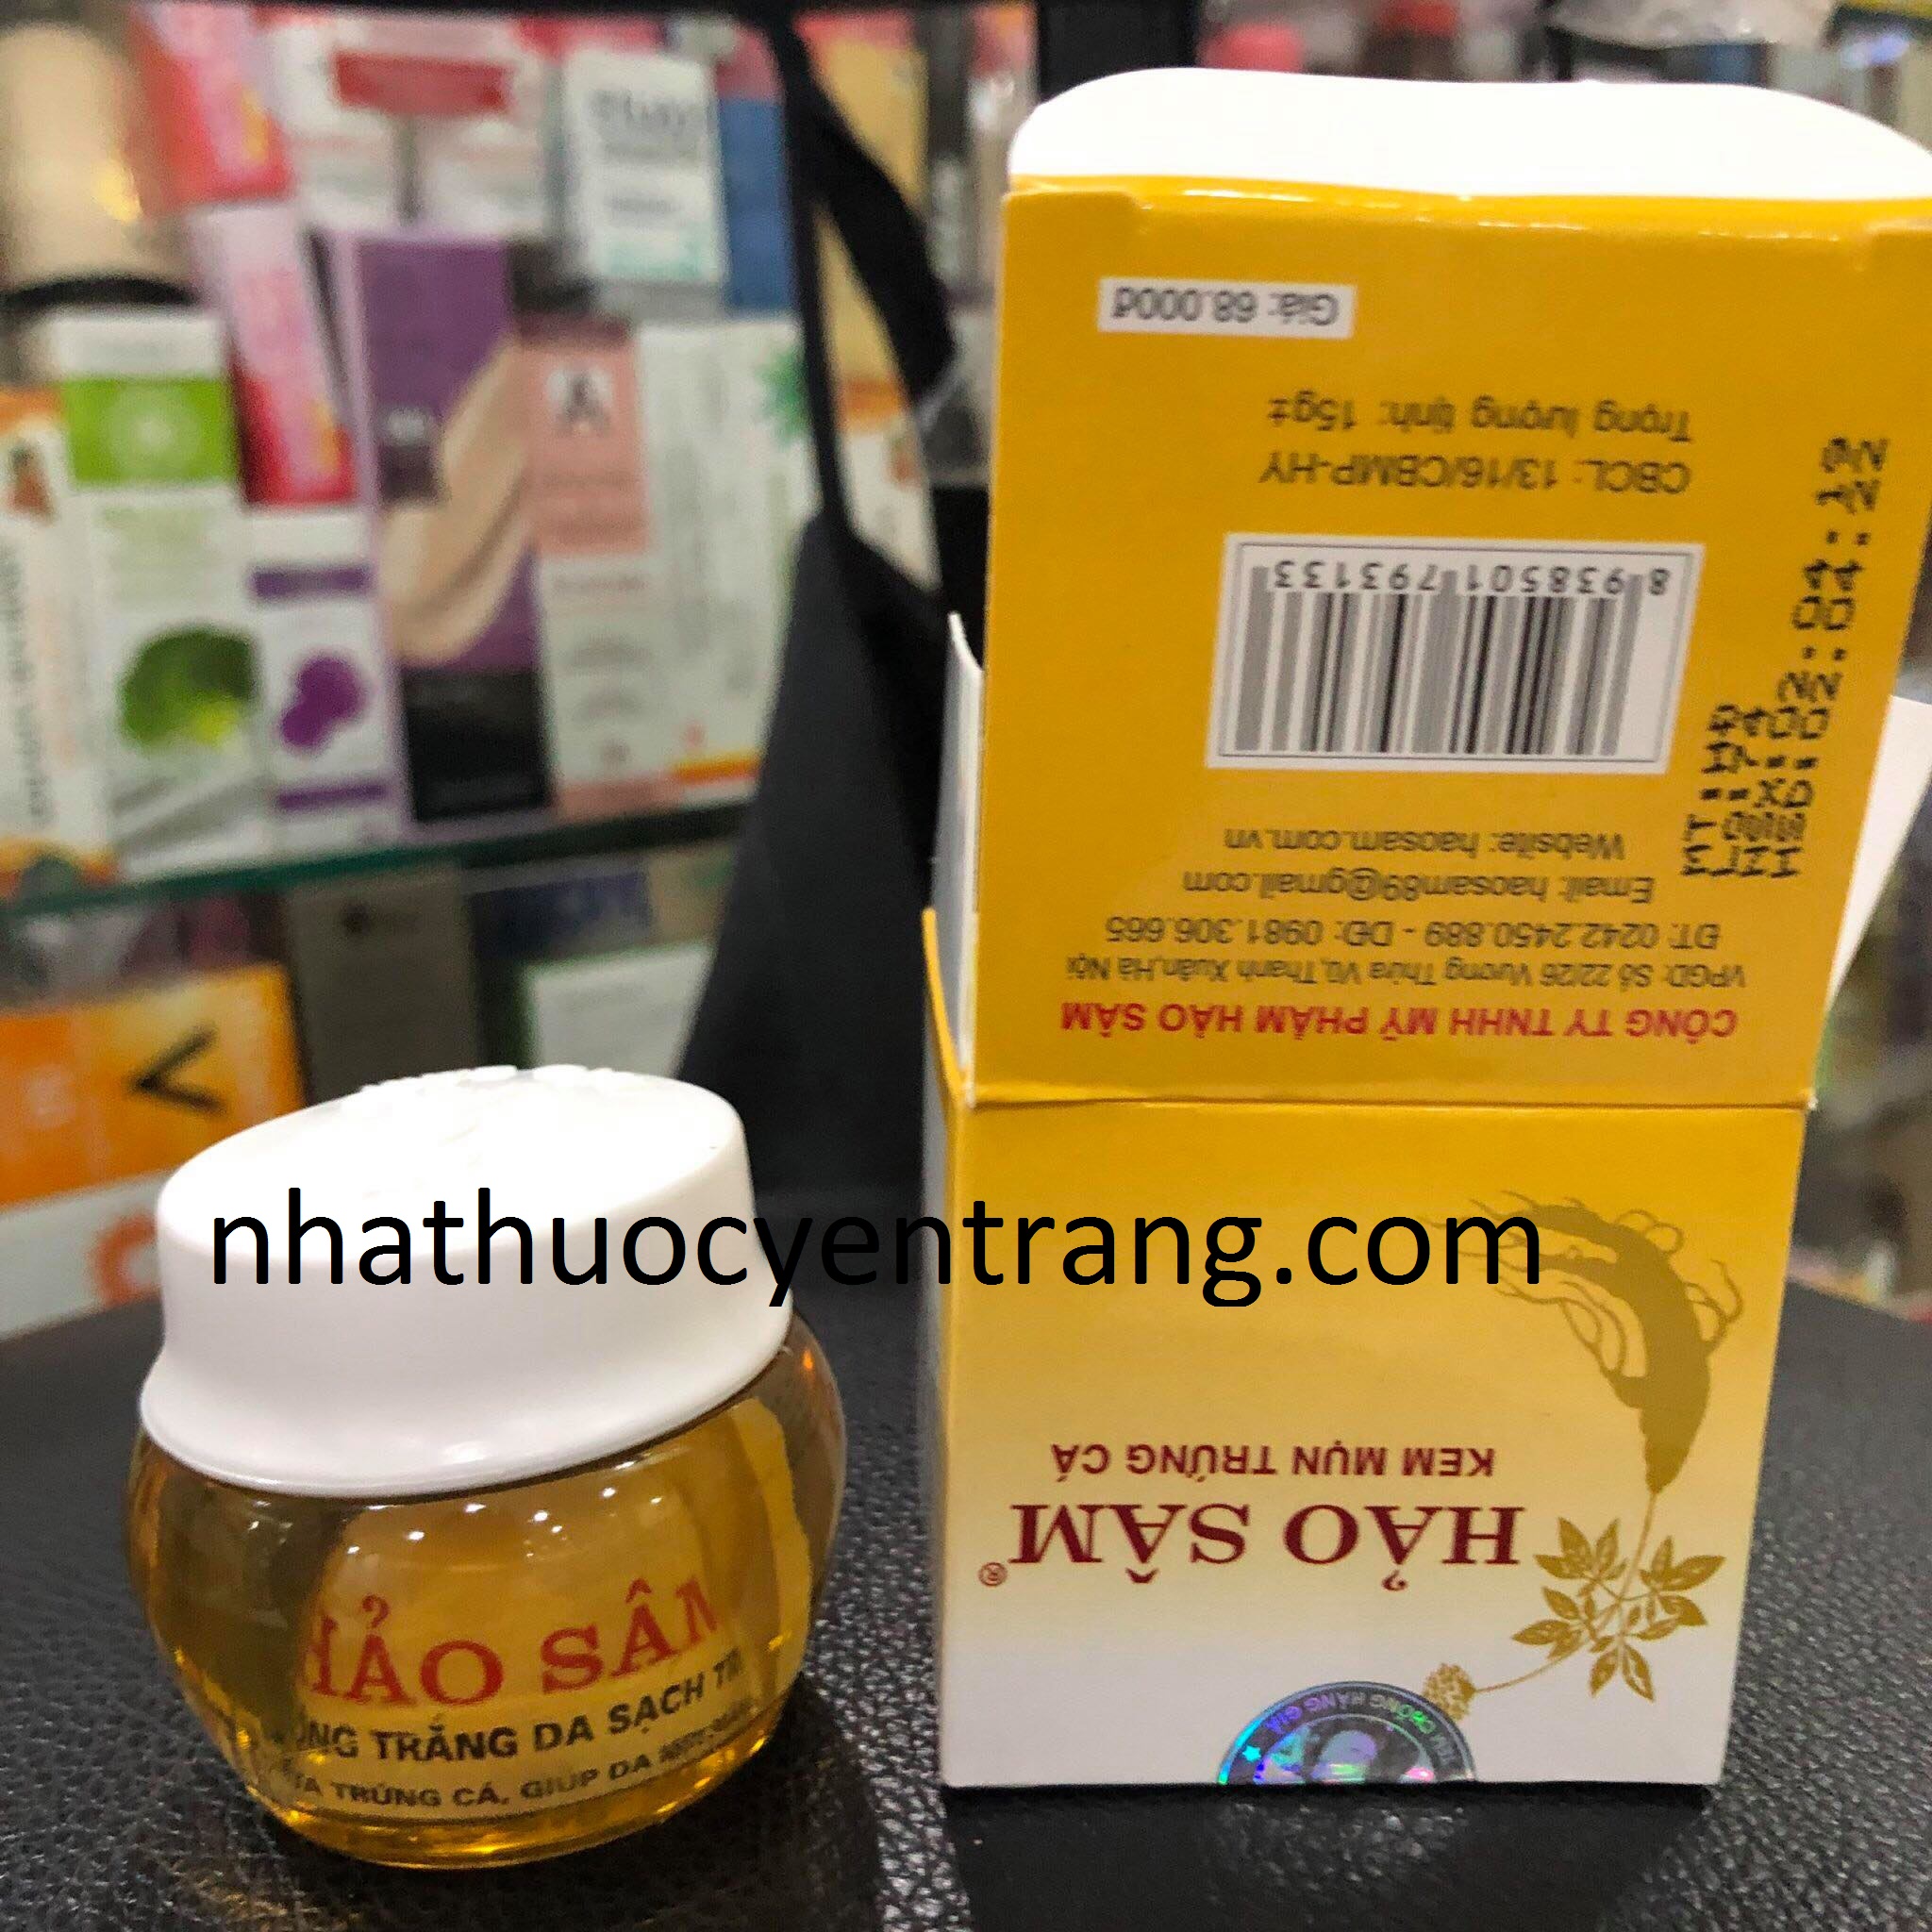 nhathuocyentrang.com
HẢO SÂM
TRẮNG DA SẠCH
TRỨNG CÁ, GIÚP DA
HẢO SÂM®
KEM MỤN TRỨNG CÁ
CÔNG TY TNHH MỸ PHẨM HẢO SÂM
VPGD: Số 22/26 Vương Thừa Vũ,Thanh Xuân,Hà Nội
ĐT: 0242.2450.889 - DĐ: 0981.306.665
Email: haosam89@gmail.com
Website: haosam.com.vn
8 938501 793133
CBCL: 13/16/CBMP-HY
Trọng lượng tịnh: 15g±
Giá: 68.000đ
CHỐNG HÀNG GIẢ